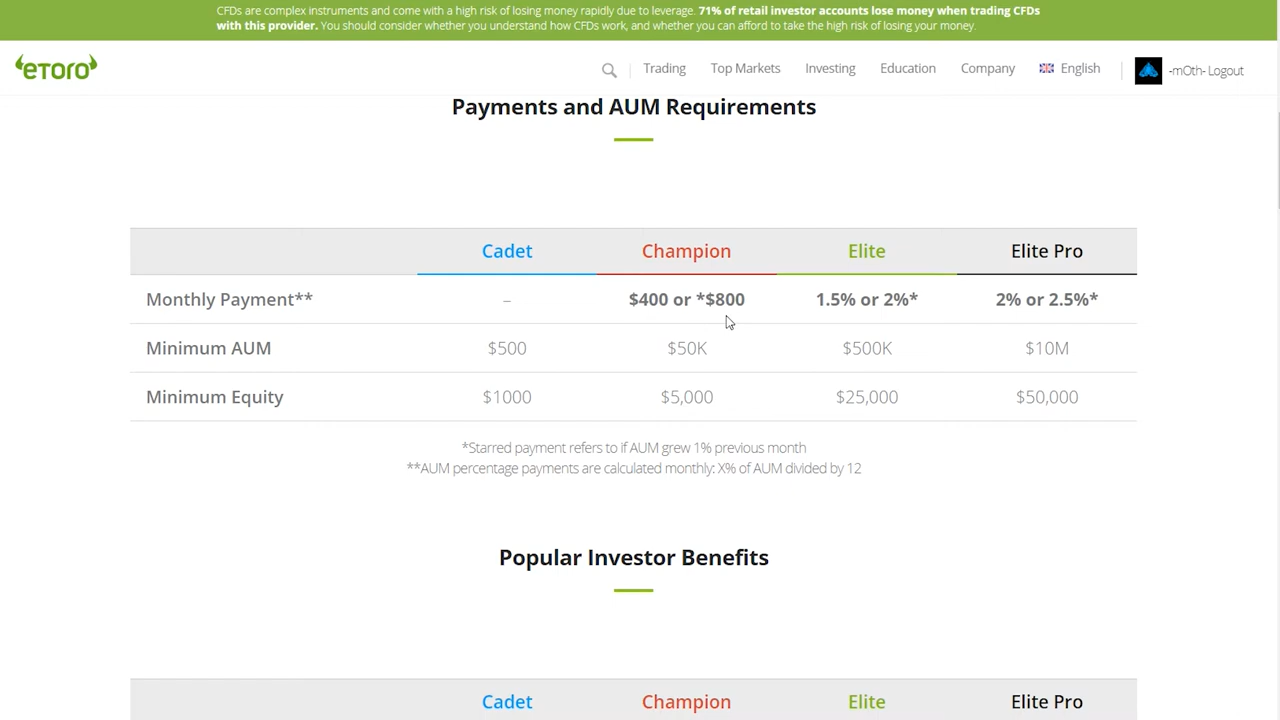 CFDs are complex instruments and come with a high risk of losing money rapidly due to leverage. 71% of retail investor accounts lose money when trading CFDs
with this provider. You should consider whether you understand how CFDs work, and whether you can afford to take the high risk of losing your money.
eToro
Trading Top Markets Investing Education Company English -mOth- Logout
Payments and AUM Requirements
Cadet Champion Elite Elite Pro
Monthly Payment** – $400 or *$800 1.5% or 2%* 2% or 2.5%*
Minimum AUM $500 $50K $500K $10M
Minimum Equity $1000 $5,000 $25,000 $50,000
*Starred payment refers to if AUM grew 1% previous month
**AUM percentage payments are calculated monthly: X% of AUM divided by 12
Popular Investor Benefits
Cadet Champion Elite Elite Pro